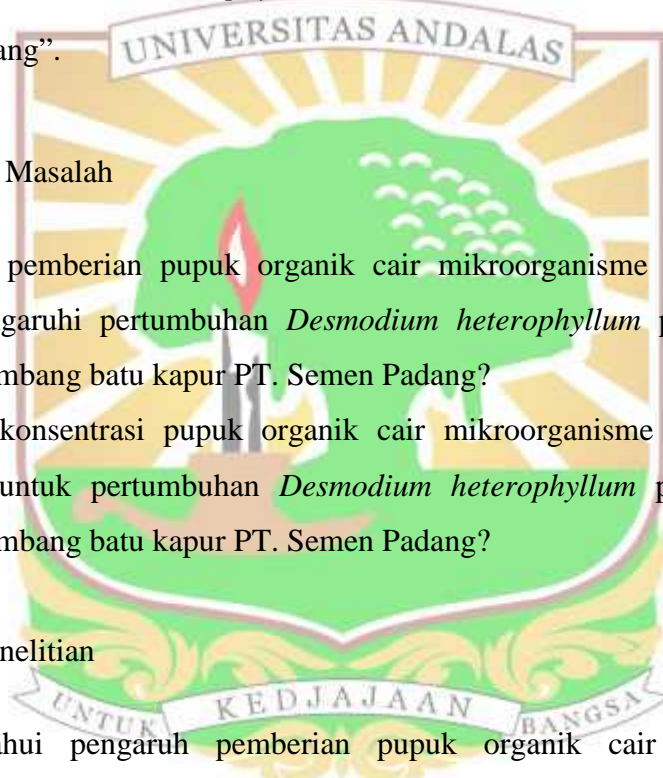 UNIVERSITAS ANDALAS
ang”.
Masalah
pemberian pupuk organik cair mikroorganisme
garuhi pertumbuhan Desmodium heterophyllum p
mbang batu kapur PT. Semen Padang?
konsentrasi pupuk organik cair mikroorganisme
untuk pertumbuhan Desmodium heterophyllum p
mbang batu kapur PT. Semen Padang?
nelitian
UNTUK KEDJAJAAN BANGSA
ahui pengaruh pemberian pupuk organik cair